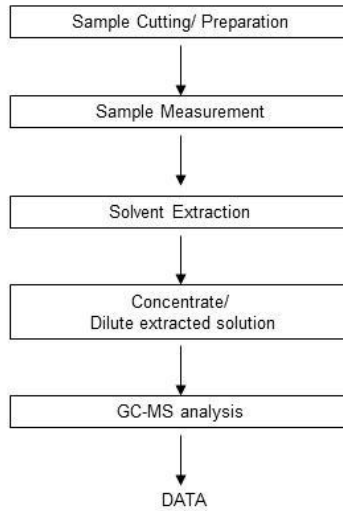 Sample Cutting/ Preparation
Sample Measurement
Solvent Extraction
Concentrate/
Dilute extracted solution
GC-MS analysis
DATA